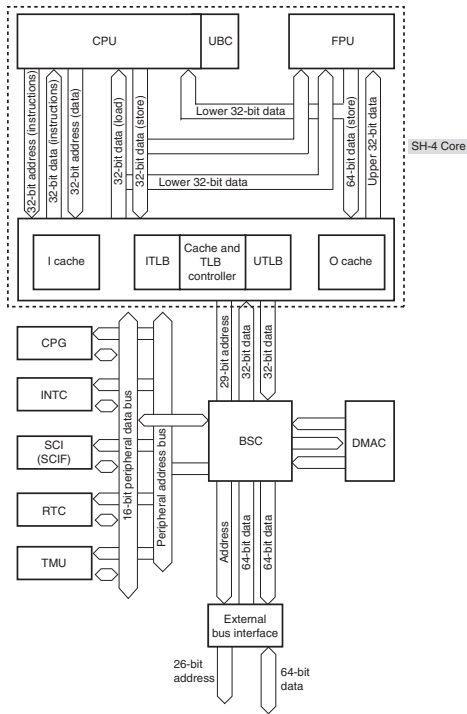 CPU
UBC
FPU
Lower 32-bit data
SH-4 Core
32-bit address (instructions)
32-bit data (instructions)
32-bit address (data)
32-bit data (load)
32-bit data (store)
64-bit data (store)
Upper 32-bit data
Lower 32-bit data
I cache
ITLB
Cache and
TLB
controller
UTLB
O cache
29-bit address
32-bit data
32-bit data
CPG
INTC
SCI
(SCIF)
RTC
TMU
16-bit peripheral data bus
Peripheral address bus
BSC
DMAC
Address
64-bit data
64-bit data
External
bus interface
26-bit
address
64-bit
data